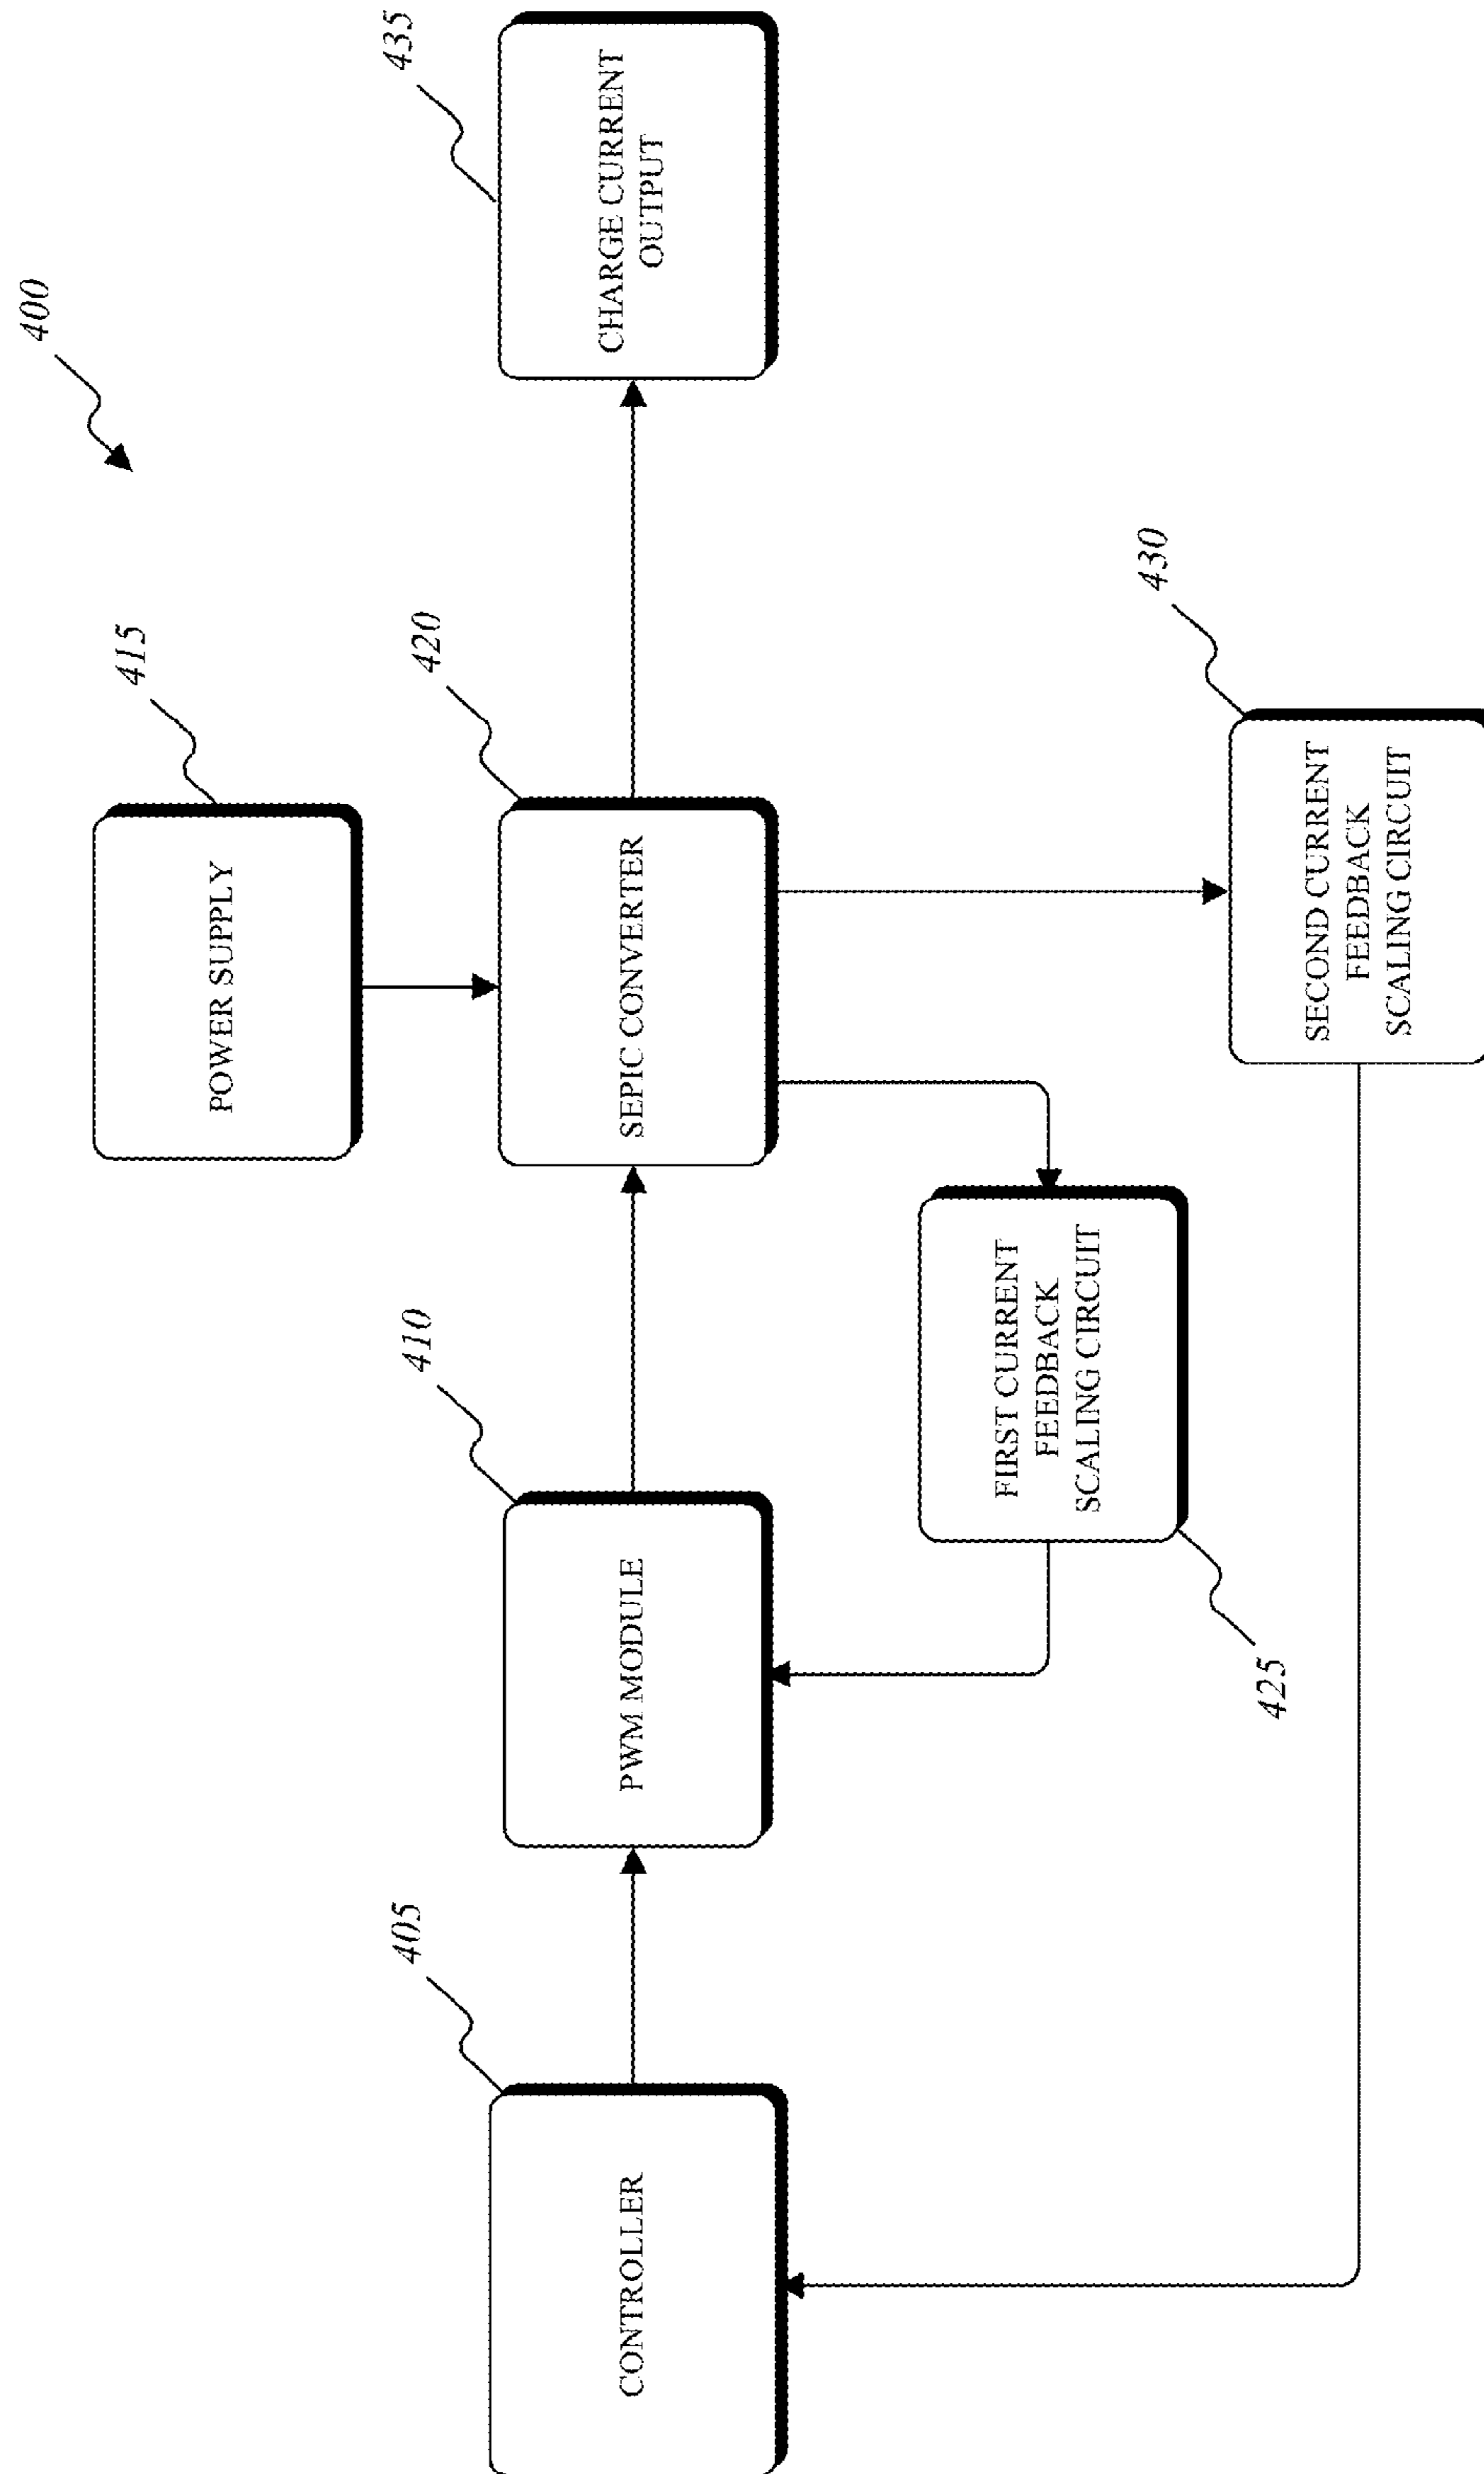 400
415
POWER SUPPLY
405
CONTROLLER
410
PWM MODULE
420
SEPIC CONVERTER
435
CHARGE CURRENT
OUTPUT
FIRST CURRENT
FEEDBACK
SCALING CIRCUIT
425
430
SECOND CURRENT
FEEDBACK
SCALING CIRCUIT